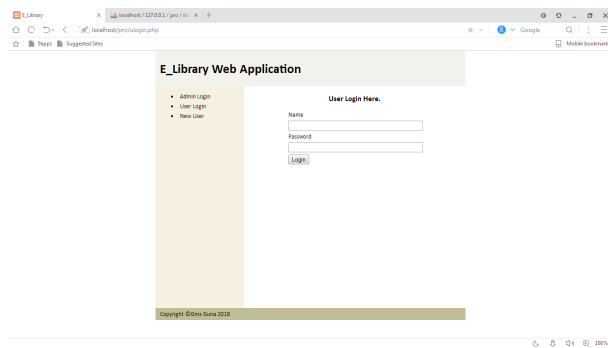 E_Library
localhost / 127.0.0.1 / pro /
localhost/pro/ulogin.php
Google
9apps
Suggested Sites
Mobile bookmark
E_Library Web Application
Admin Login
User Login
New User
User Login Here.
Name
Password
Login
Copyright ©Gms Guna 2018
100%